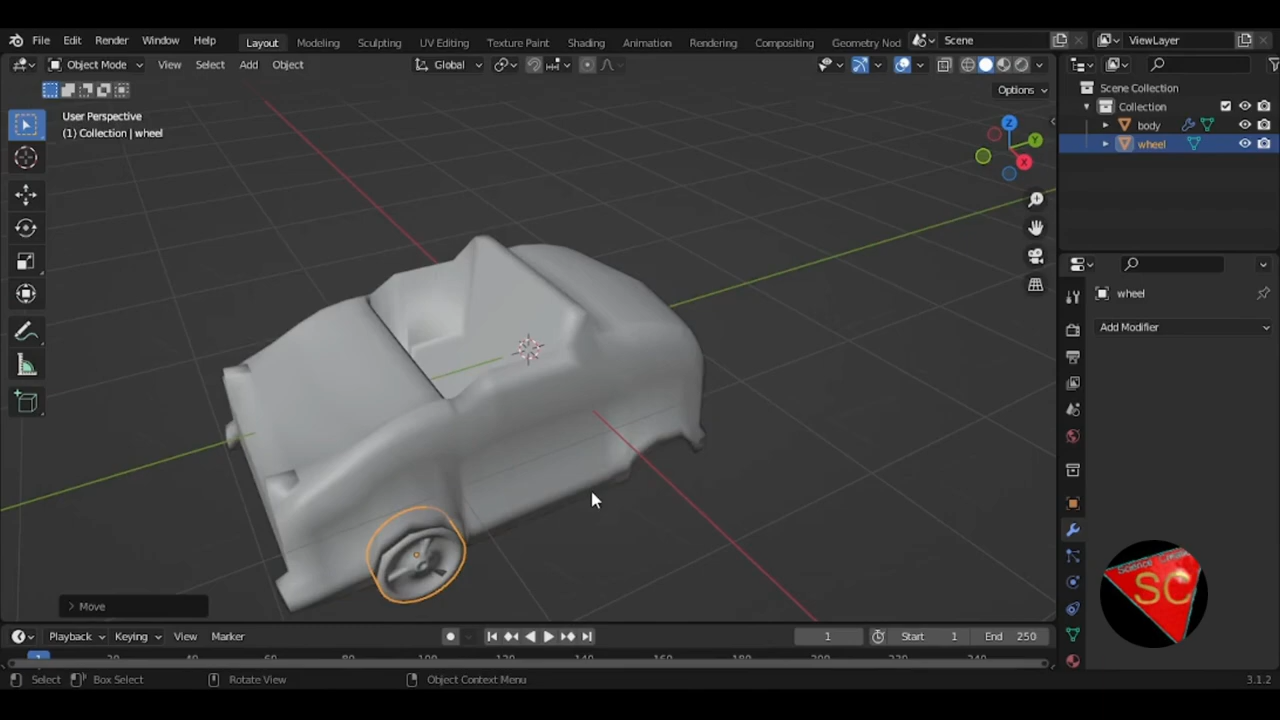 File Edit Render Window Help Layout Modeling Sculpting UV Editing Texture Paint Shading Animation Rendering Compositing Geometry Nod Scene ViewLayer
Object Mode View Select Add Object Global
Options
User Perspective
(1) Collection | wheel
Z
Y
X
Scene Collection
Collection
body
wheel
wheel
Add Modifier
Move
SC
Playback Keying View Marker 1 Start 1 End 250
Select Box Select Rotate View Object Context Menu 3.1.2